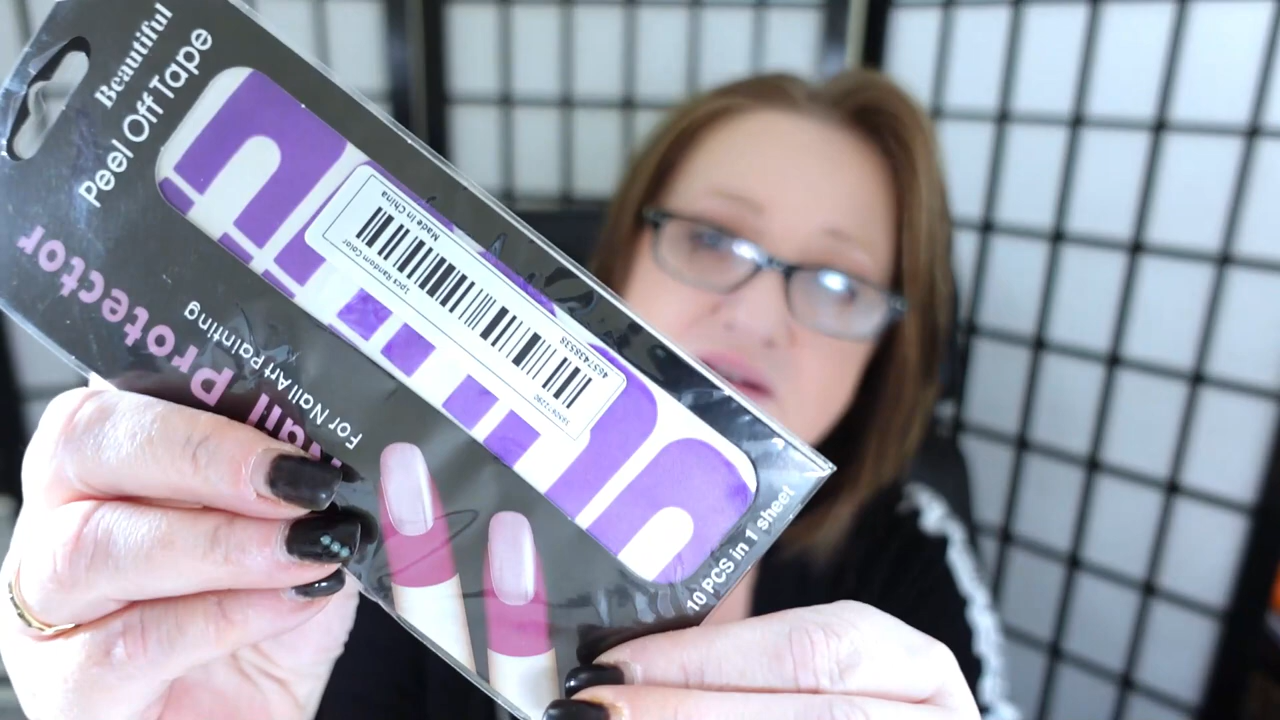 Beautiful
Peel Off Tape
Nail Protector
For Nail Art Painting
Made In China
1pcs Random Color
10 PCS in 1 sheet